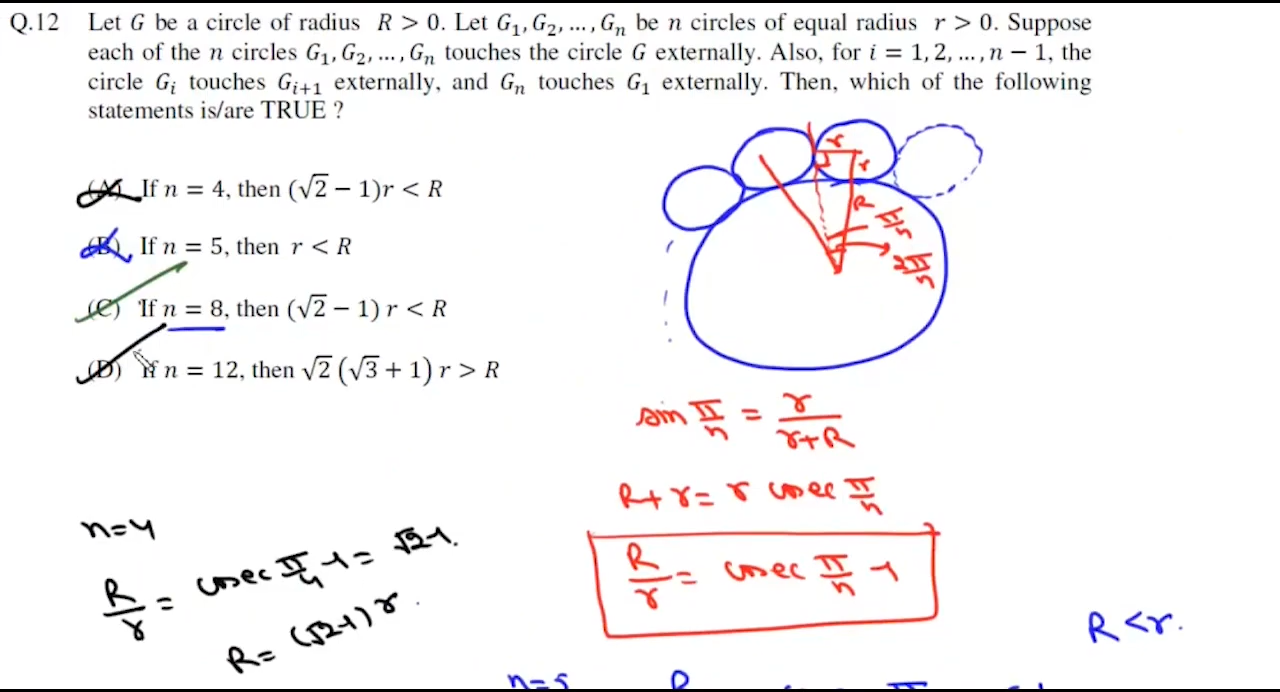 Q.12 Let G be a circle of radius R > 0. Let G₁, G₂, ..., Gₙ be n circles of equal radius r > 0. Suppose
each of the n circles G₁, G₂, ..., Gₙ touches the circle G externally. Also, for i = 1, 2, ..., n − 1, the
circle Gᵢ touches Gᵢ₊₁ externally, and Gₙ touches G₁ externally. Then, which of the following
statements is/are TRUE ?
(A) If n = 4, then (√2 − 1)r < R
(B) If n = 5, then r < R
(C) If n = 8, then (√2 − 1) r < R
(D) If n = 12, then √2 (√3 + 1) r > R
r
r
R
π/n
2π/n
sin π/n = r/(r+R)
R+r = r cosec π/n
R/r = cosec π/n -1
n=4
R/r = cosec π/4 -1 = √2-1.
R = (√2-1) r.
R<r.
n=5